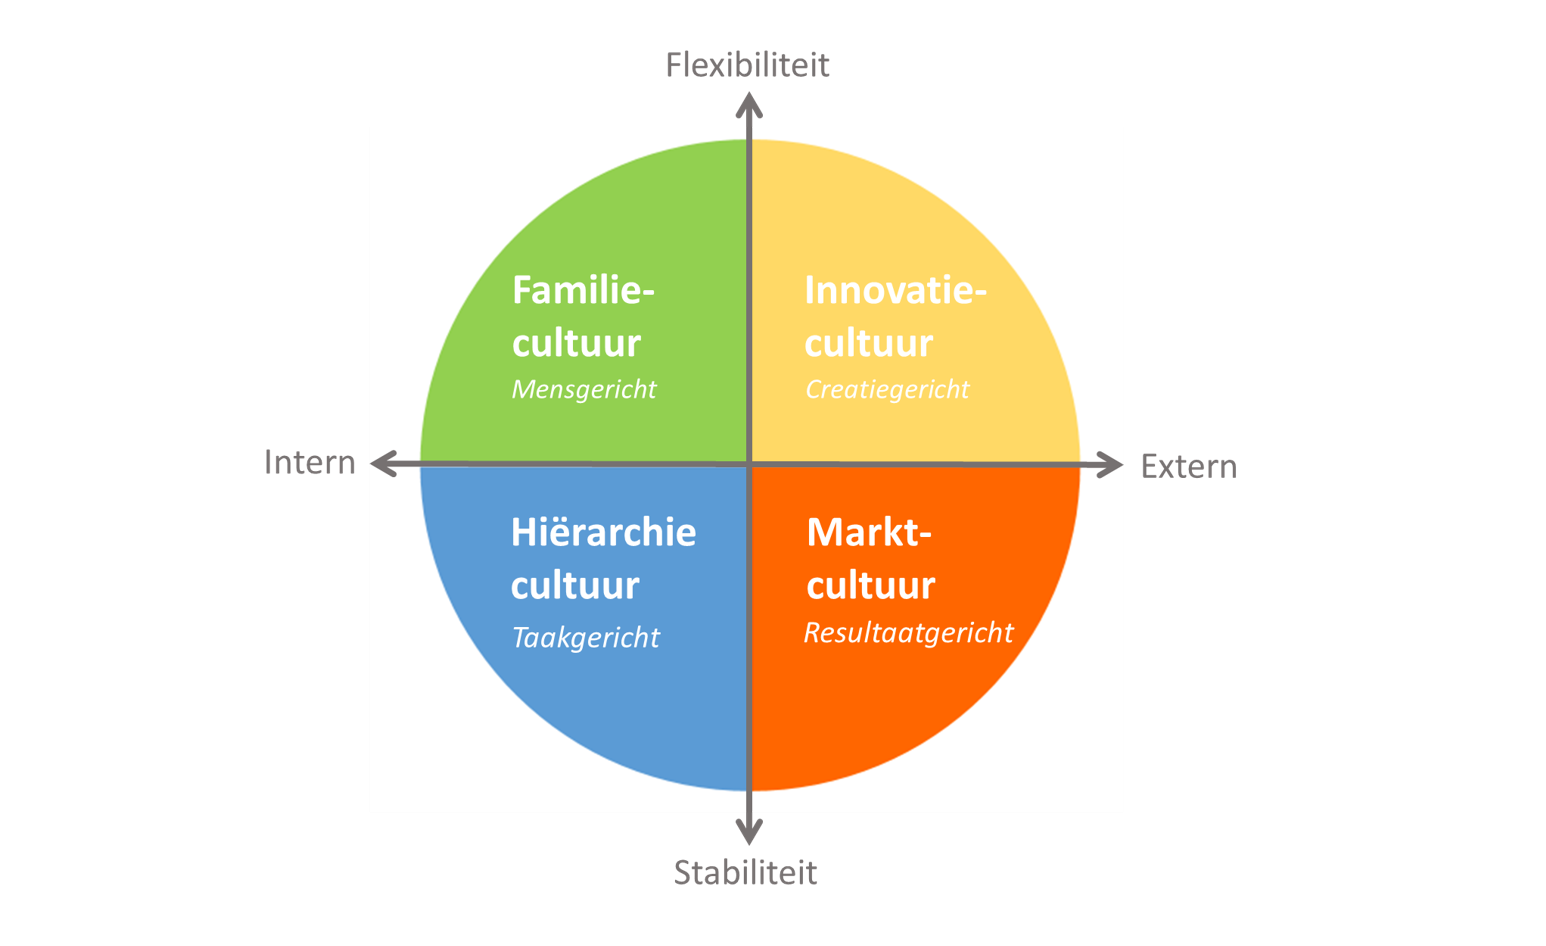 Flexibiliteit
Familie-
cultuur
Mensgericht
Innovatie-
cultuur
Creatiegericht
Intern
Extern
Hiërarchie
cultuur
Taakgericht
Markt-
cultuur
Resultaatgericht
Stabiliteit